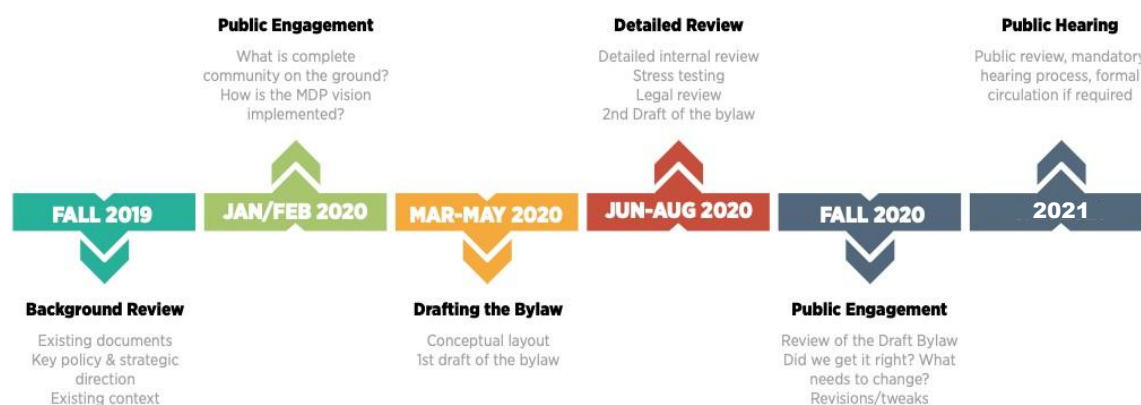 Public Engagement
What is complete
community on the ground?
How is the MDP vision
implemented?
Detailed Review
Detailed internal review
Stress testing
Legal review
2nd Draft of the bylaw
Public Hearing
Public review, mandatory
hearing process, formal
circulation if required
FALL 2019
JAN/FEB 2020
MAR-MAY 2020
JUN-AUG 2020
FALL 2020
2021
Background Review
Existing documents
Key policy & strategic
direction
Existing context
Drafting the Bylaw
Conceptual layout
1st draft of the bylaw
Public Engagement
Review of the Draft Bylaw
Did we get it right? What
needs to change?
Revisions/tweaks